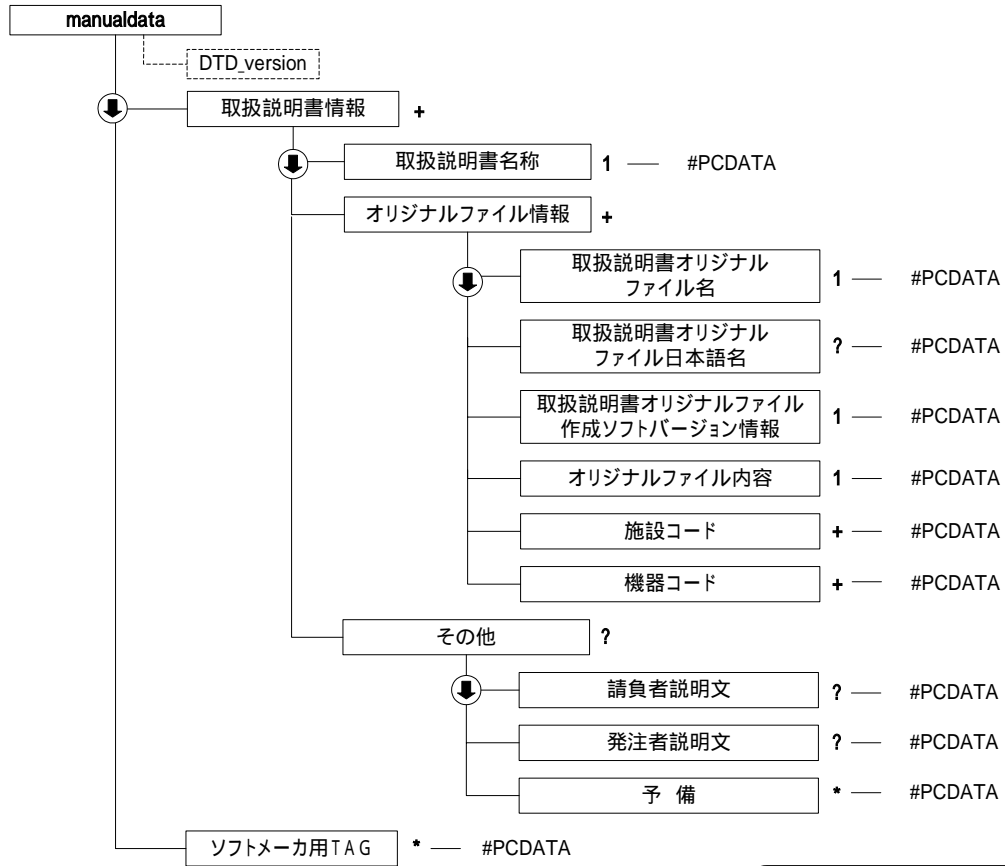 manualdata
DTD_version
取扱説明書情報 +
取扱説明書名称 1 — #PCDATA
オリジナルファイル情報 +
取扱説明書オリジナル
ファイル名 1 — #PCDATA
取扱説明書オリジナル
ファイル日本語名 ? — #PCDATA
取扱説明書オリジナルファイル
作成ソフトバージョン情報 1 — #PCDATA
オリジナルファイル内容 1 — #PCDATA
施設コード + — #PCDATA
機器コード + — #PCDATA
その他 ?
請負者説明文 ? — #PCDATA
発注者説明文 ? — #PCDATA
予 備 * — #PCDATA
ソフトメーカ用TAG * — #PCDATA